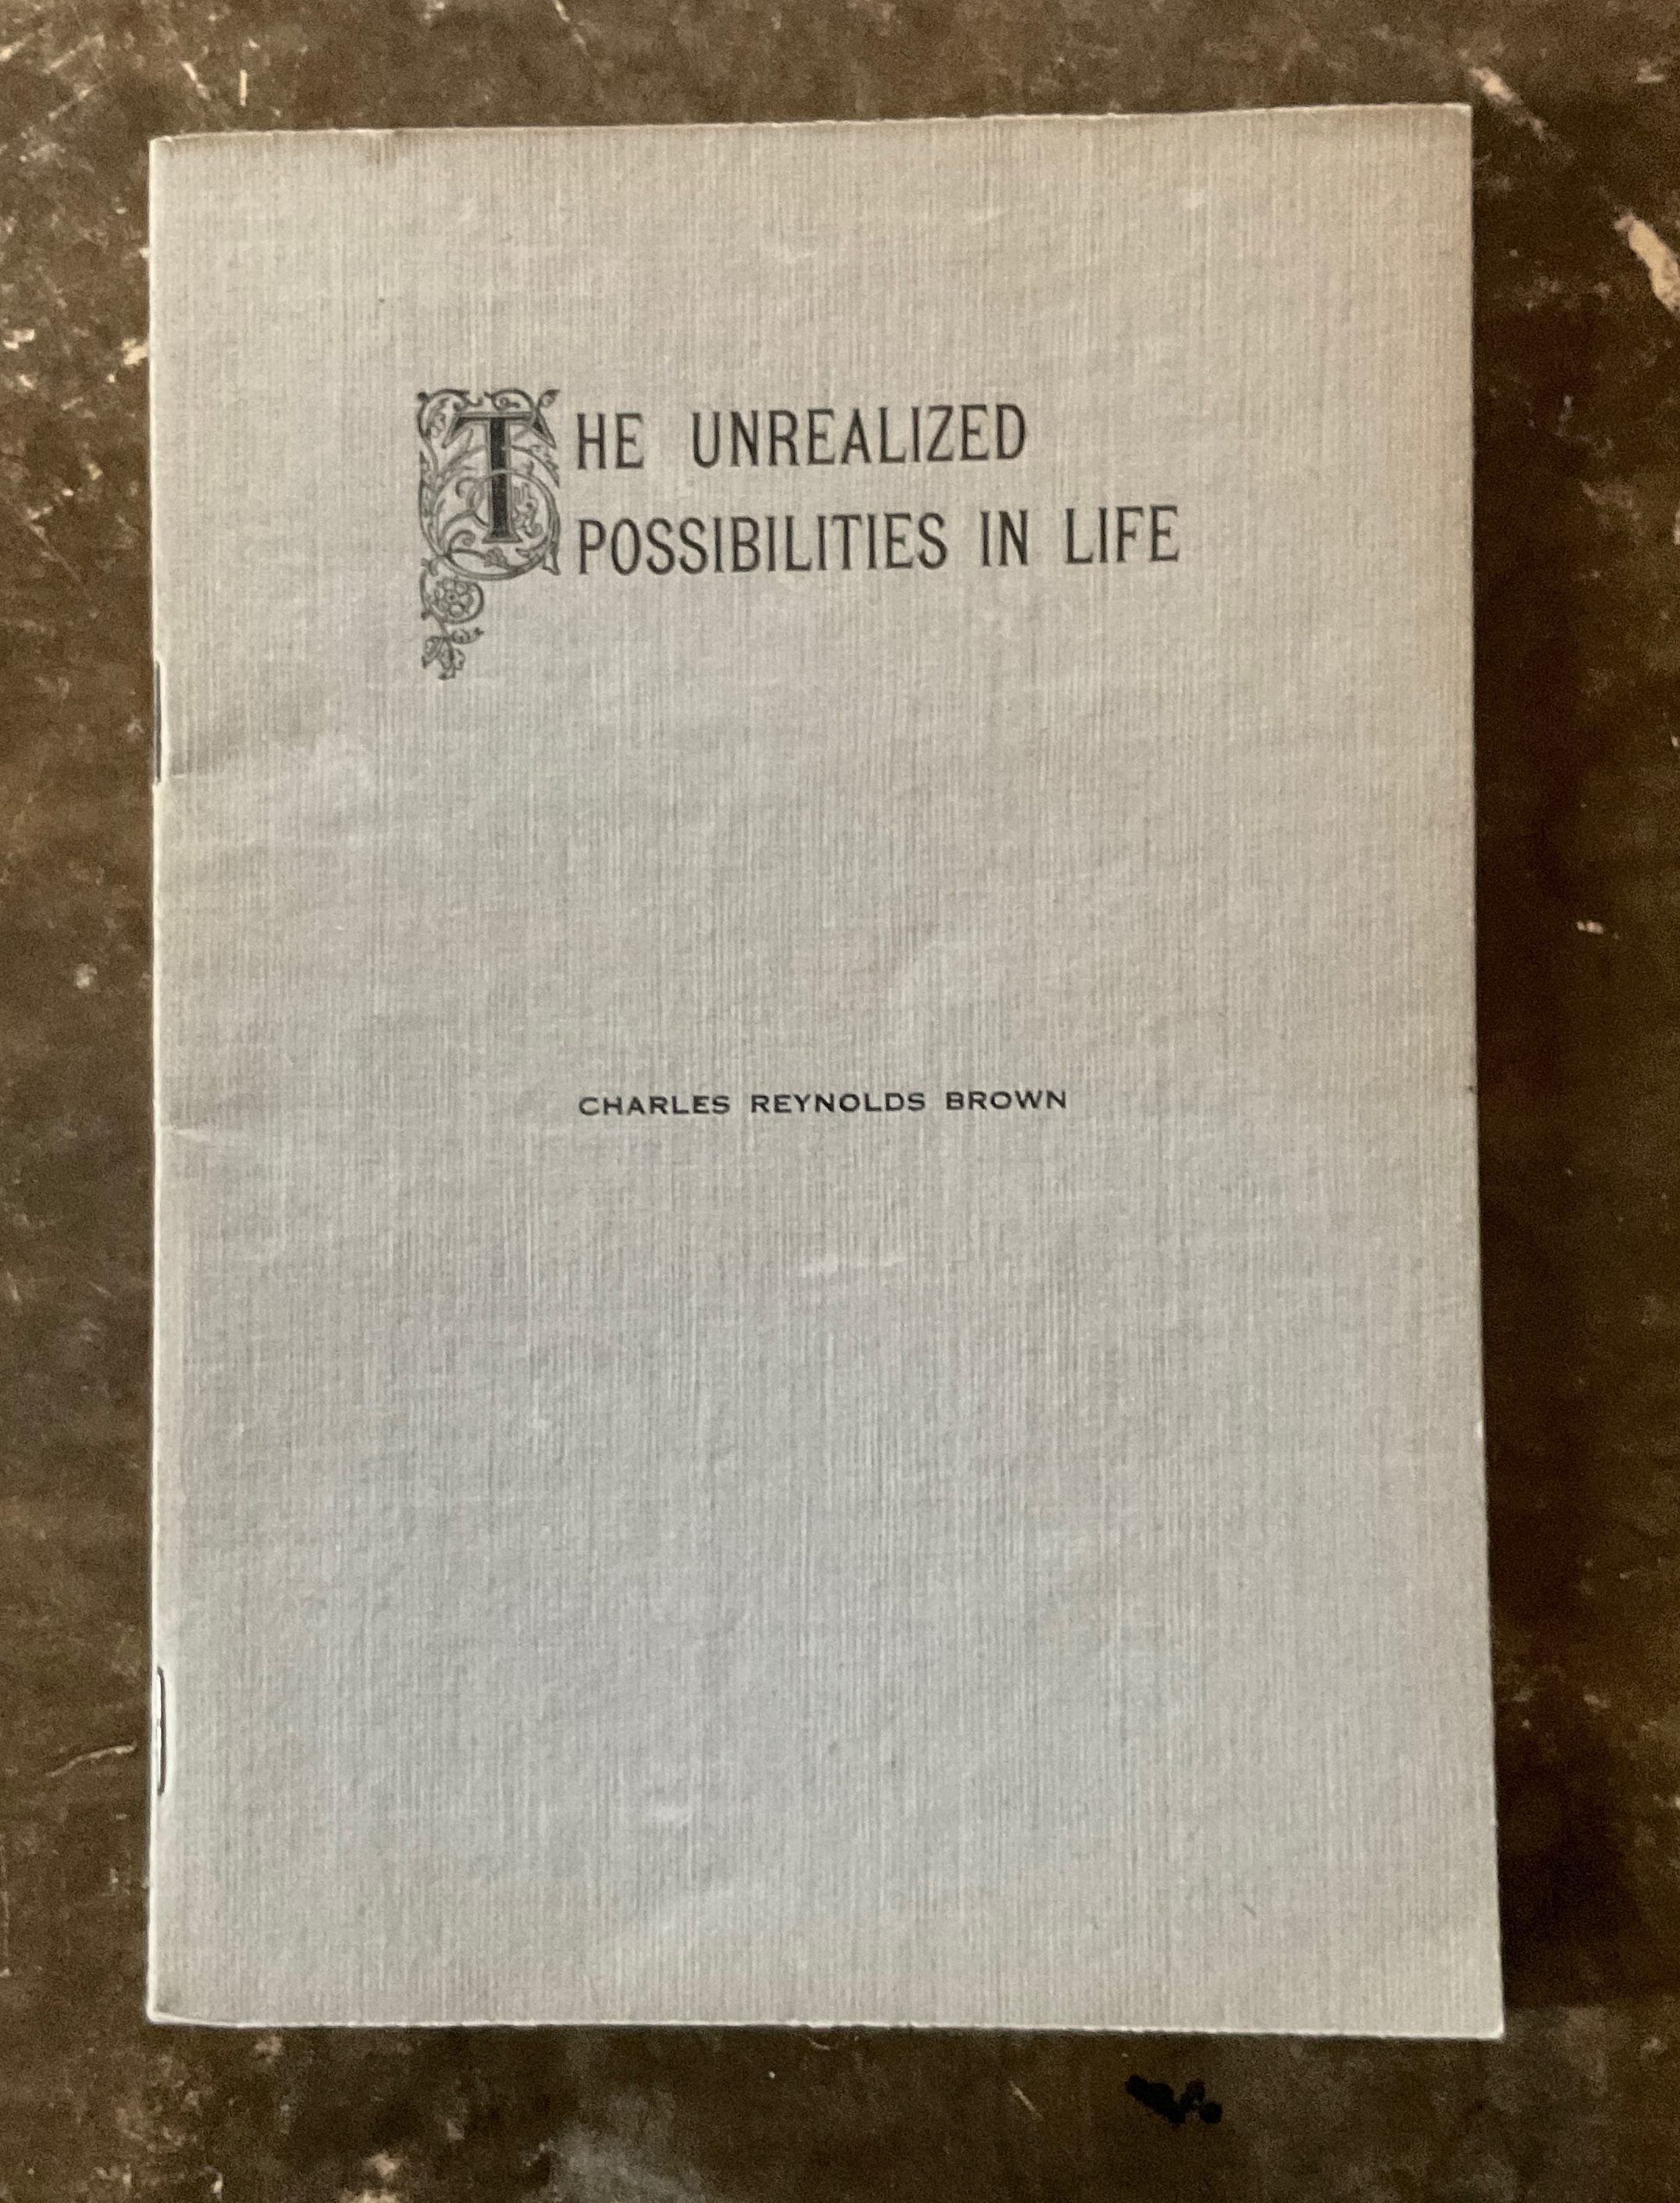 THE UNREALIZED
POSSIBILITIES IN LIFE
CHARLES REYNOLDS BROWN